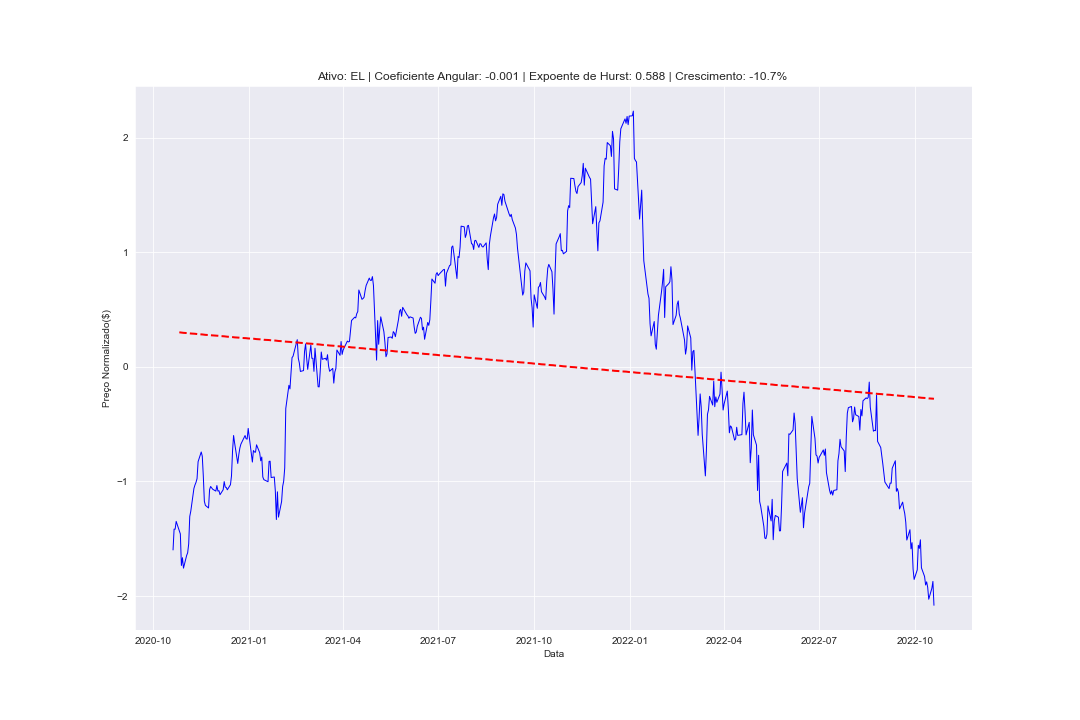 Ativo: EL | Coeficiente Angular: -0.001 | Expoente de Hurst: 0.588 | Crescimento: -10.7%
Preço Normalizado($)
2
1
0
−1
−2
2020-10 2021-01 2021-04 2021-07 2021-10 2022-01 2022-04 2022-07 2022-10
Data